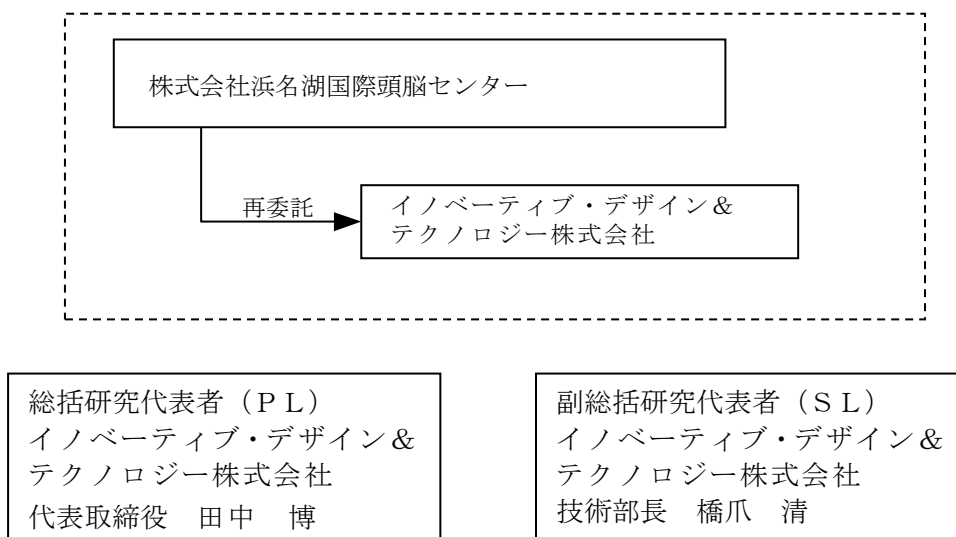 株式会社浜名湖国際頭脳センター
再委託
イノベーティブ・デザイン&
テクノロジー株式会社
総括研究代表者（ＰＬ）
イノベーティブ・デザイン&
テクノロジー株式会社
代表取締役　田中　博
副総括研究代表者（ＳＬ）
イノベーティブ・デザイン&
テクノロジー株式会社
技術部長　橋爪　清